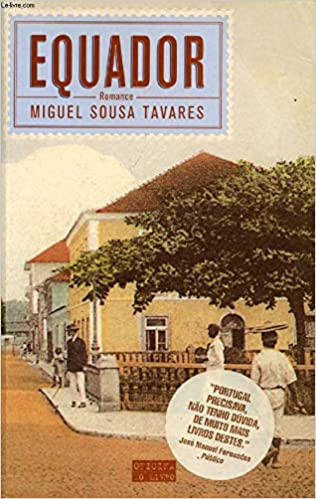 Le-livre.com
EQUADOR
Romance
MIGUEL SOUSA TAVARES
"PORTUGAL
PRECISAVA,
NÃO TENHO DÚVIDA,
DE MUITO MAIS
LIVROS DESTES."
José Manuel Fernandes
, Público
OFICINA
DO LIVRO